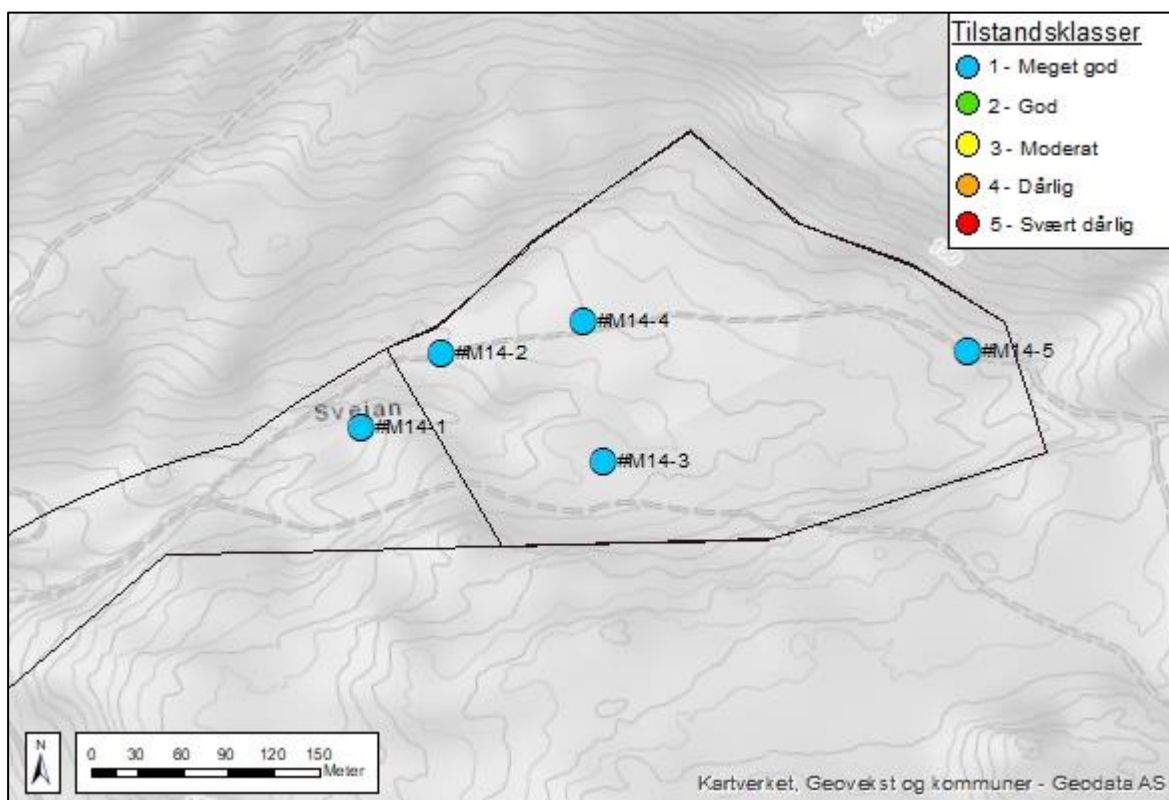 Tilstandsklasser
1 - Meget god
2 - God
3 - Moderat
4 - Dårlig
5 - Svært dårlig
#M14-4
#M14-2
#M14-5
Svejan
#M14-1
#M14-3
N
0 30 60 90 120 150
Meter
Kartverket, Geovekst og kommuner - Geodata AS